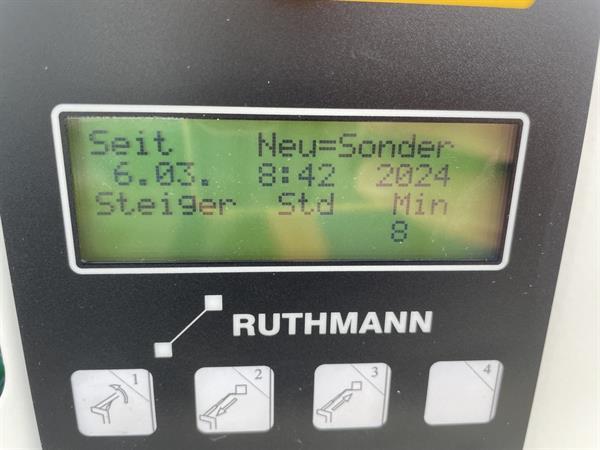 Seit Neu=Sonder
6.03. 8:42 2024
Steiger Std Min
8
RUTHMANN
1 2 3 4